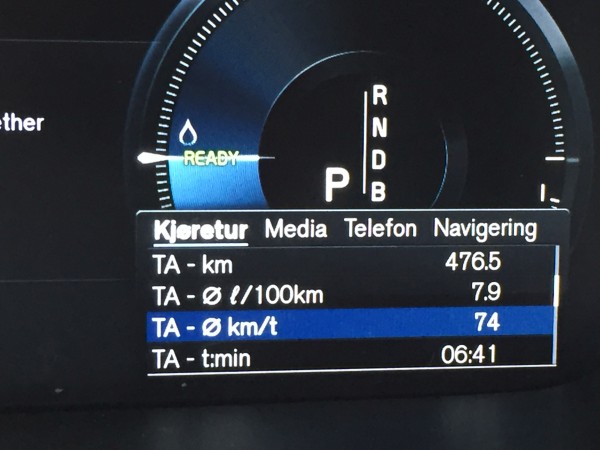 ether
R
N
D
B
READY
P
Kjøretur Media Telefon Navigering
TA - km 476.5
TA - Ø ℓ/100km 7.9
TA - Ø km/t 74
TA - t:min 06:41